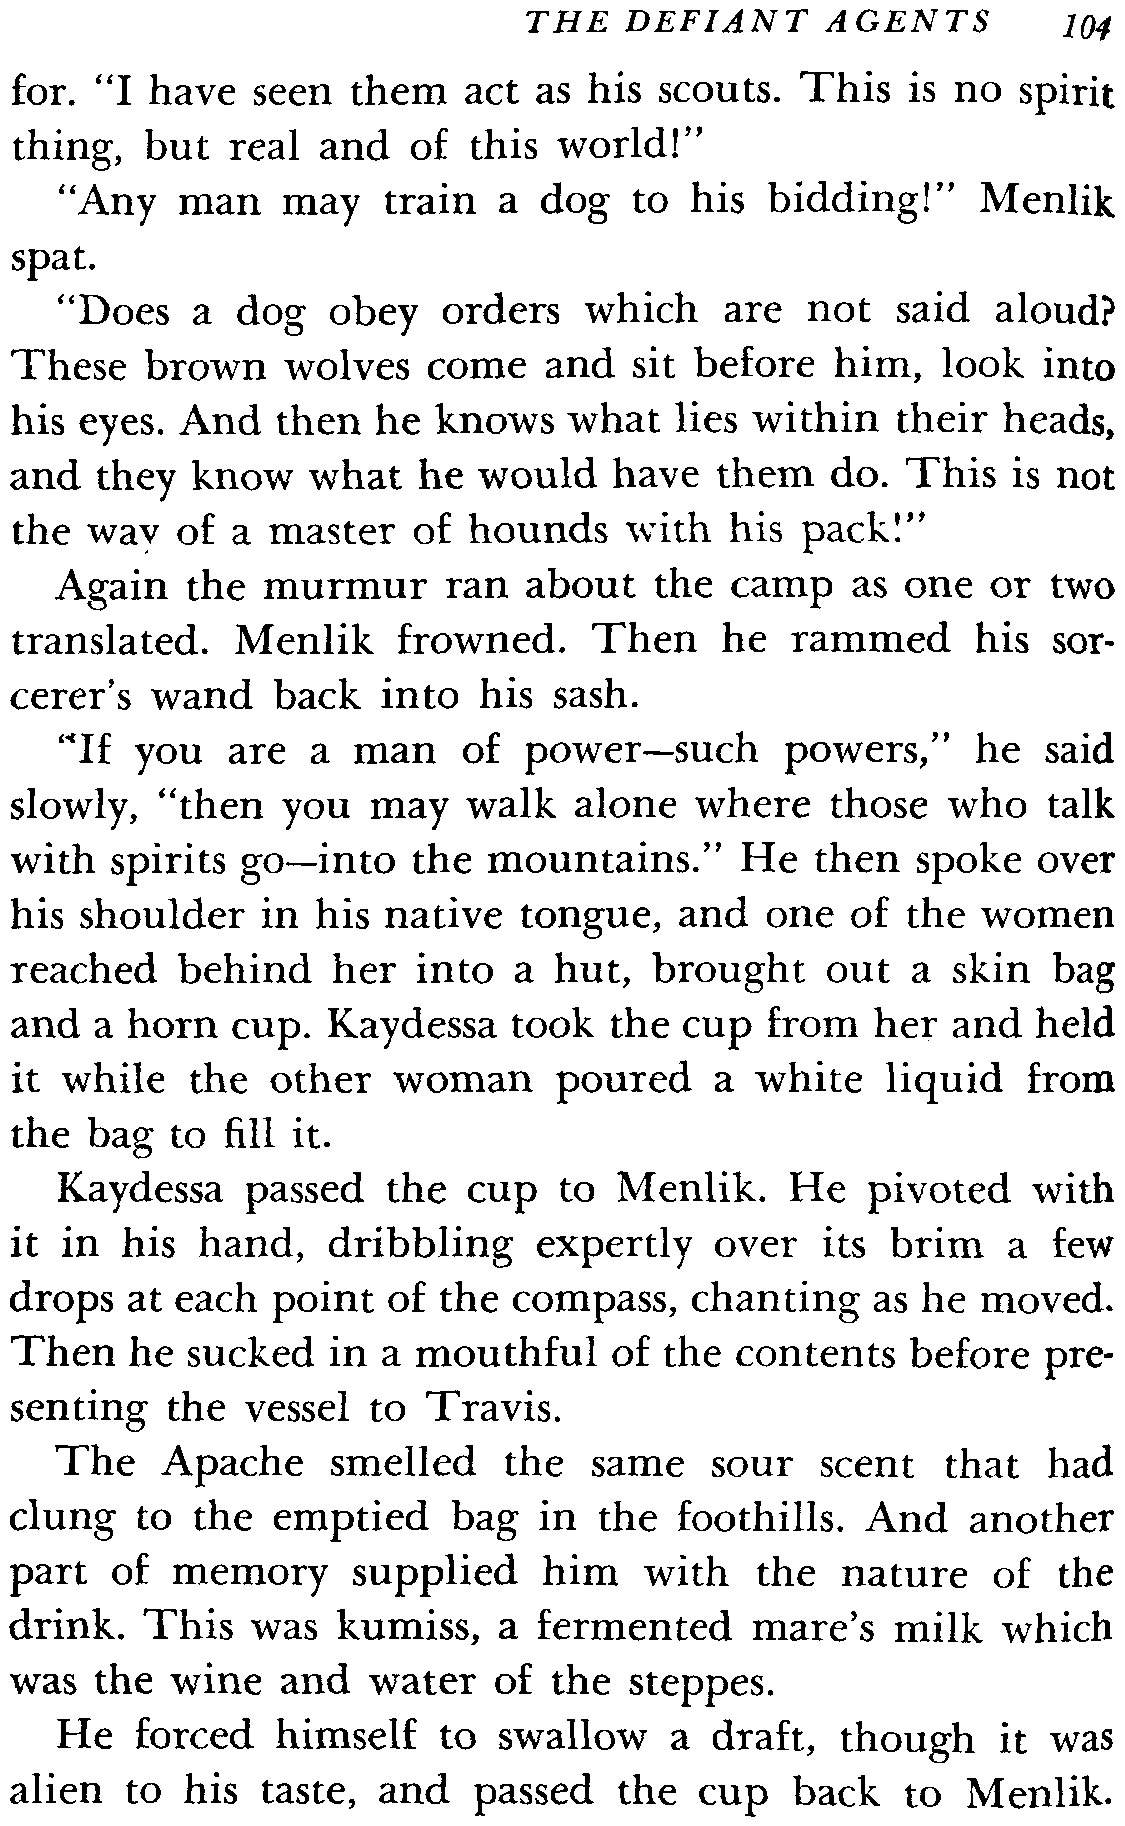 THE DEFIANT AGENTS 104
for. "I have seen them act as his scouts. This is no spirit
thing, but real and of this world!"
"Any man may train a dog to his bidding!" Menlik
spat.
"Does a dog obey orders which are not said aloud?
These brown wolves come and sit before him, look into
his eyes. And then he knows what lies within their heads,
and they know what he would have them do. This is not
the way of a master of hounds with his pack!"
Again the murmur ran about the camp as one or two
translated. Menlik frowned. Then he rammed his sor-
cerer's wand back into his sash.
"If you are a man of power—such powers," he said
slowly, "then you may walk alone where those who talk
with spirits go—into the mountains." He then spoke over
his shoulder in his native tongue, and one of the women
reached behind her into a hut, brought out a skin bag
and a horn cup. Kaydessa took the cup from her and held
it while the other woman poured a white liquid from
the bag to fill it.
Kaydessa passed the cup to Menlik. He pivoted with
it in his hand, dribbling expertly over its brim a few
drops at each point of the compass, chanting as he moved.
Then he sucked in a mouthful of the contents before pre-
senting the vessel to Travis.
The Apache smelled the same sour scent that had
clung to the emptied bag in the foothills. And another
part of memory supplied him with the nature of the
drink. This was kumiss, a fermented mare's milk which
was the wine and water of the steppes.
He forced himself to swallow a draft, though it was
alien to his taste, and passed the cup back to Menlik.